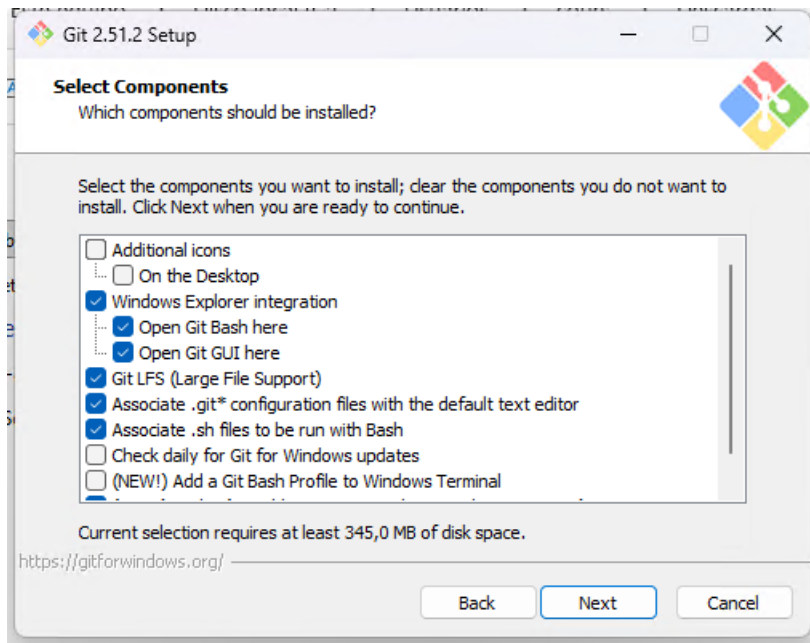 Git 2.51.2 Setup
Select Components
Which components should be installed?
Select the components you want to install; clear the components you do not want to
install. Click Next when you are ready to continue.
Additional icons
On the Desktop
Windows Explorer integration
Open Git Bash here
Open Git GUI here
Git LFS (Large File Support)
Associate .git* configuration files with the default text editor
Associate .sh files to be run with Bash
Check daily for Git for Windows updates
(NEW!) Add a Git Bash Profile to Windows Terminal
Current selection requires at least 345,0 MB of disk space.
https://gitforwindows.org/
Back Next Cancel